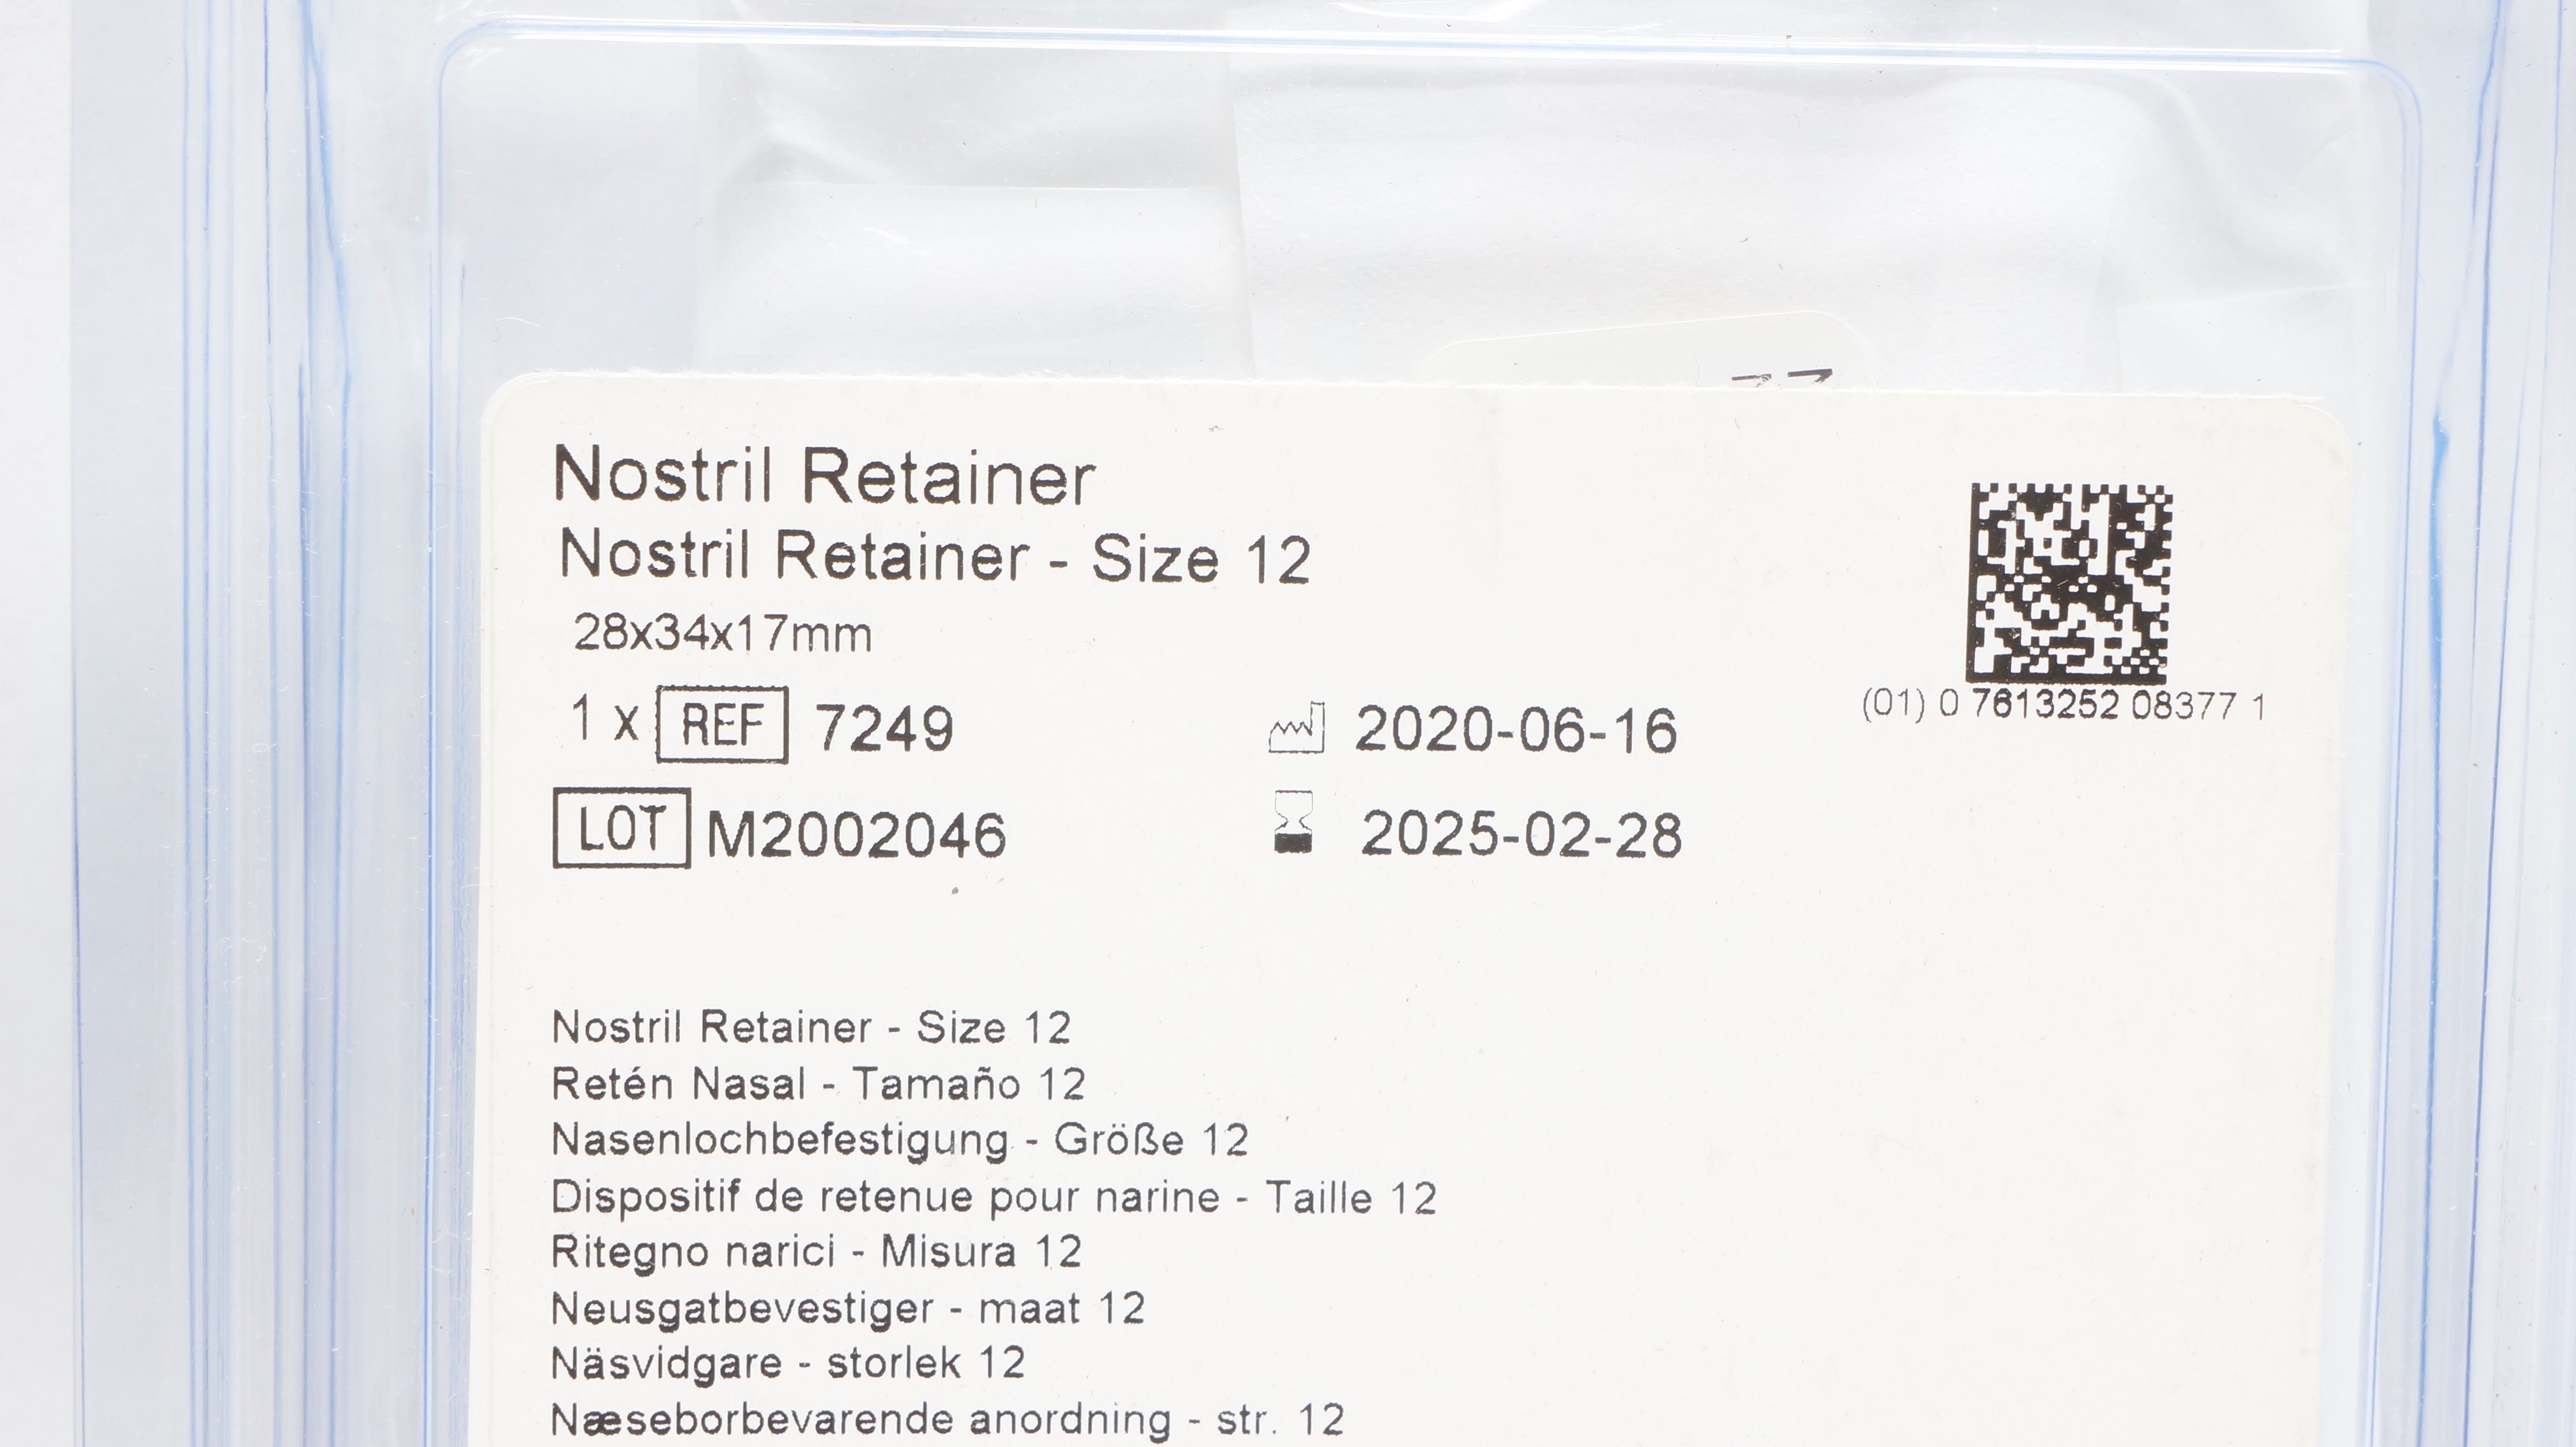 Nostril Retainer
Nostril Retainer - Size 12
28x34x17mm
1 x REF 7249
2020-06-16
(01) 0 7613252 08377 1
LOT M2002046
2025-02-28
Nostril Retainer - Size 12
Retén Nasal - Tamaño 12
Nasenlochbefestigung - Größe 12
Dispositif de retenue pour narine - Taille 12
Ritegno narici - Misura 12
Neusgatbevestiger - maat 12
Näsvidgare - storlek 12
Næseborbevarende anordning - str. 12